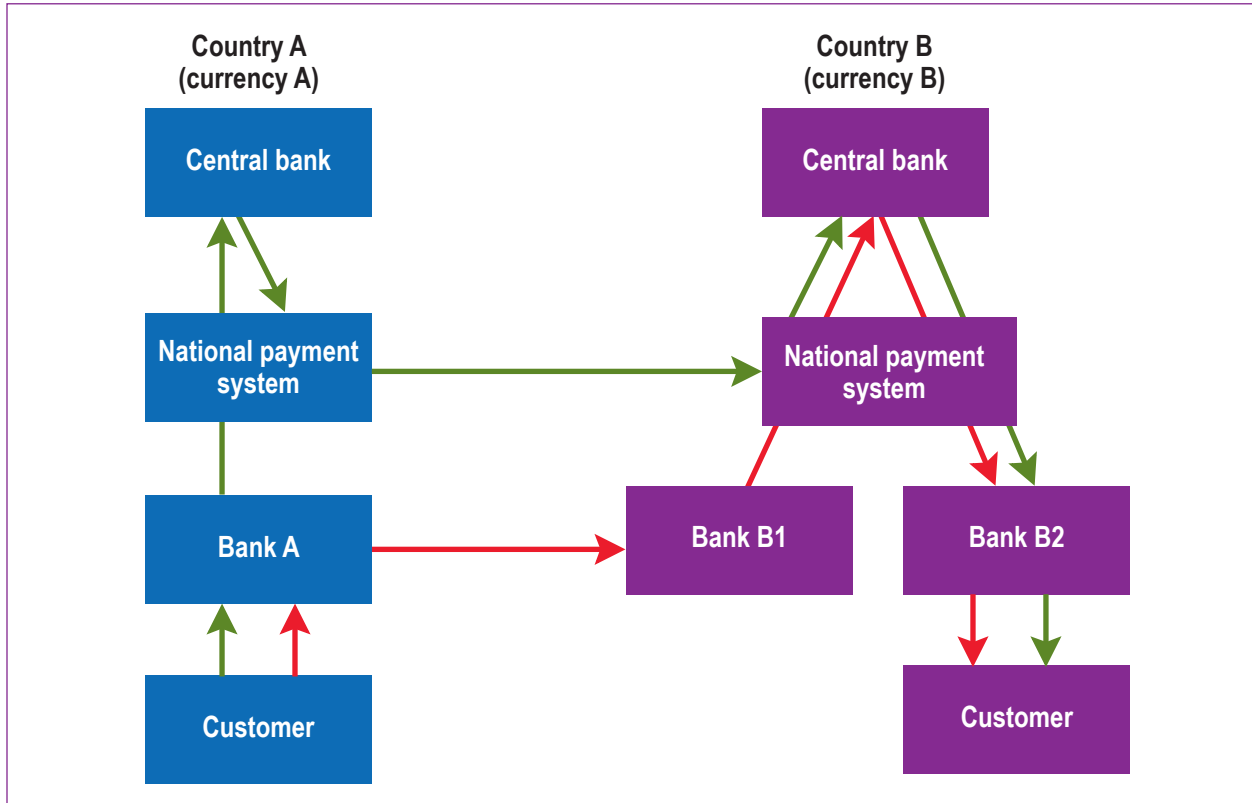 Country A
(currency A)
Country B
(currency B)
Central bank
Central bank
National payment
system
National payment
system
Bank A
Bank B1
Bank B2
Customer
Customer